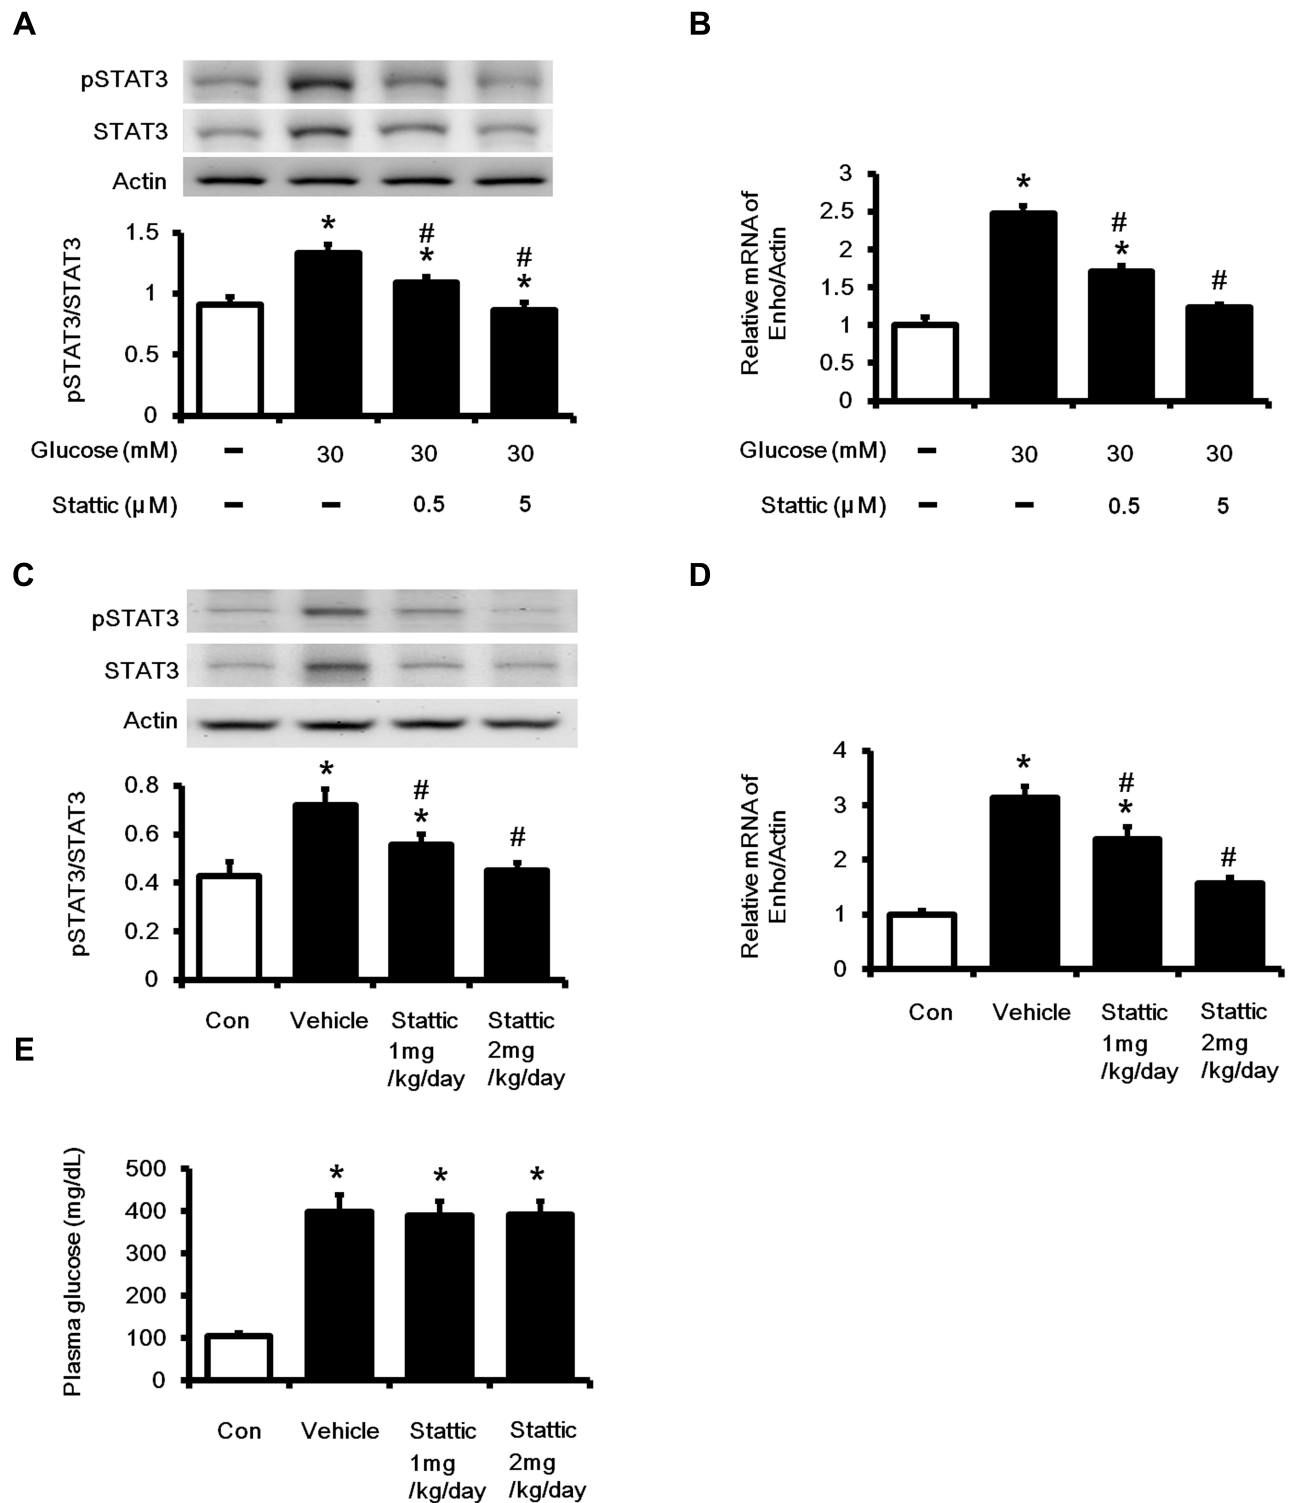 A
pSTAT3
STAT3
Actin
pSTAT3/STAT3
1.5
1
0.5
0
*
#
*
#
*
Glucose (mM) – 30 30 30
Stattic (μM) – – 0.5 5
B
Relative mRNA of
Enho/Actin
3
2.5
2
1.5
1
0.5
0
*
#
*
#
Glucose (mM) – 30 30 30
Stattic (μM) – – 0.5 5
C
pSTAT3
STAT3
Actin
pSTAT3/STAT3
0.8
0.6
0.4
0.2
0
*
#
*
#
Con Vehicle Stattic Stattic
1mg 2mg
/kg/day /kg/day
D
Relative mRNA of
Enho/Actin
4
3
2
1
0
*
#
*
#
Con Vehicle Stattic Stattic
1mg 2mg
/kg/day /kg/day
E
Plasma glucose (mg/dL)
500
400
300
200
100
0
* * *
Con Vehicle Stattic Stattic
1mg 2mg
/kg/day /kg/day